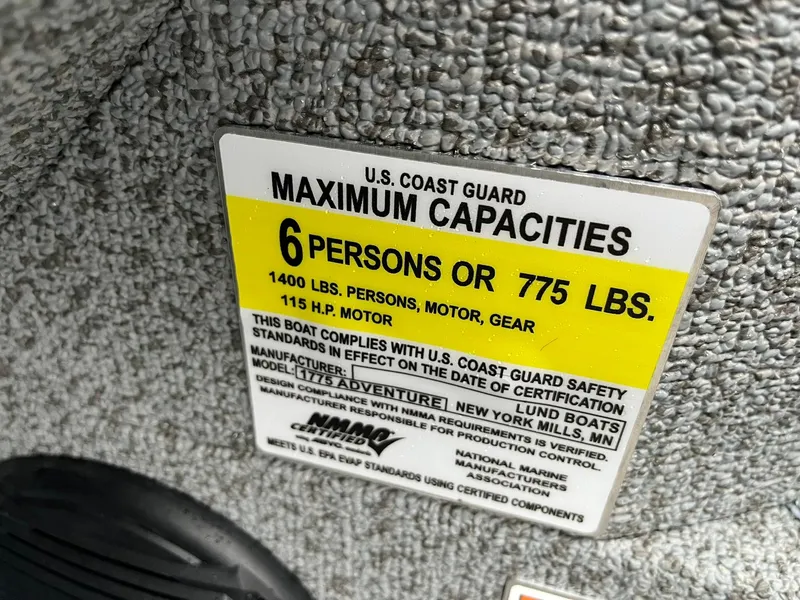 U.S. COAST GUARD
MAXIMUM CAPACITIES
6 PERSONS OR 775 LBS.
1400 LBS. PERSONS, MOTOR, GEAR
115 H.P. MOTOR
THIS BOAT COMPLIES WITH U.S. COAST GUARD SAFETY
STANDARDS IN EFFECT ON THE DATE OF CERTIFICATION
MANUFACTURER: LUND BOATS
MODEL: 1775 ADVENTURE NEW YORK MILLS, MN
DESIGN COMPLIANCE WITH NMMA REQUIREMENTS IS VERIFIED.
MANUFACTURER RESPONSIBLE FOR PRODUCTION CONTROL.
NMMA
CERTIFIED
NATIONAL MARINE
MANUFACTURERS
ASSOCIATION
MEETS U.S. EPA EVAP STANDARDS USING CERTIFIED COMPONENTS